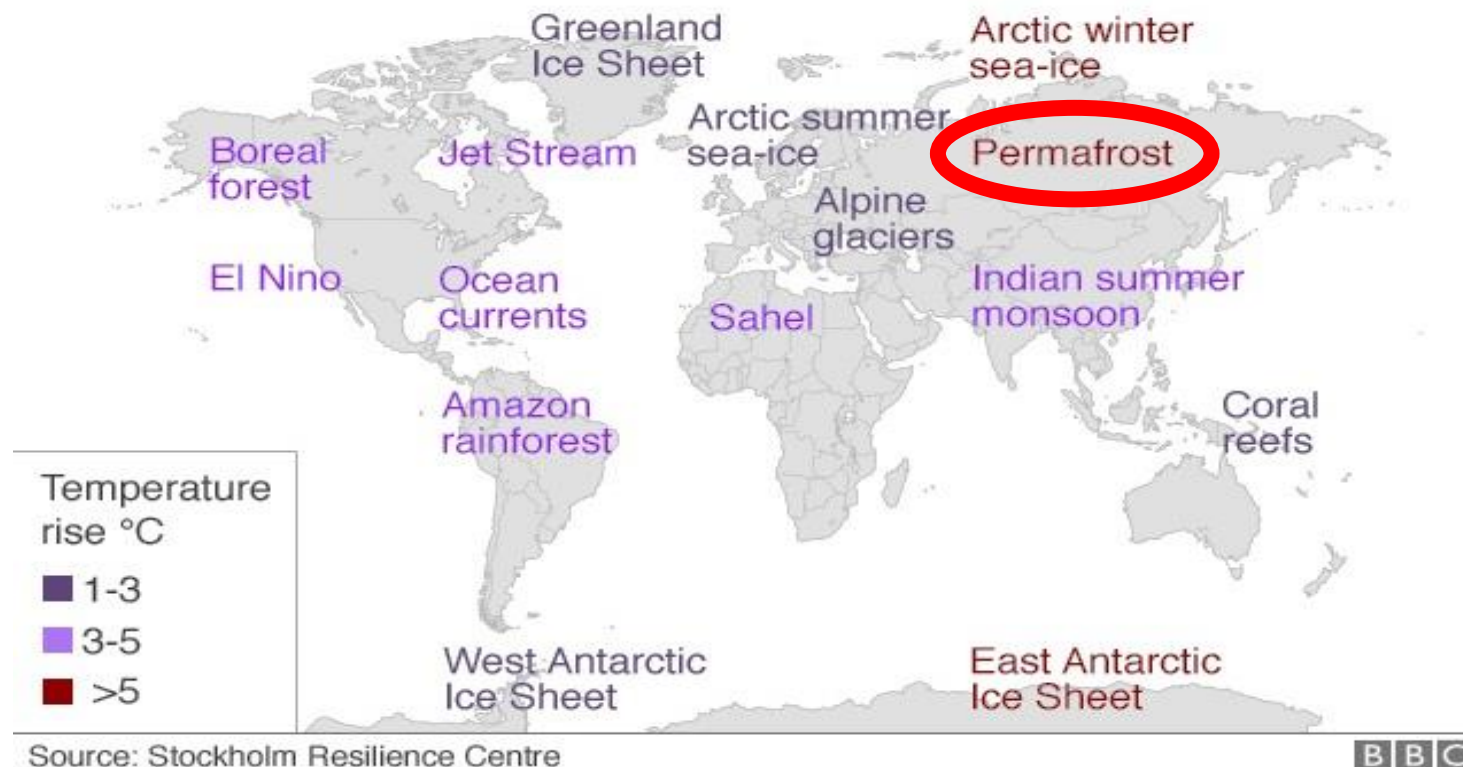 Greenland
Ice Sheet
Arctic winter
sea-ice
Arctic summer
sea-ice
Boreal
forest
Jet Stream
Permafrost
Alpine
glaciers
El Nino
Ocean
currents
Sahel
Indian summer
monsoon
Amazon
rainforest
Coral
reefs
Temperature
rise °C
1-3
3-5
>5
West Antarctic
Ice Sheet
East Antarctic
Ice Sheet
Source: Stockholm Resilience Centre
BBC